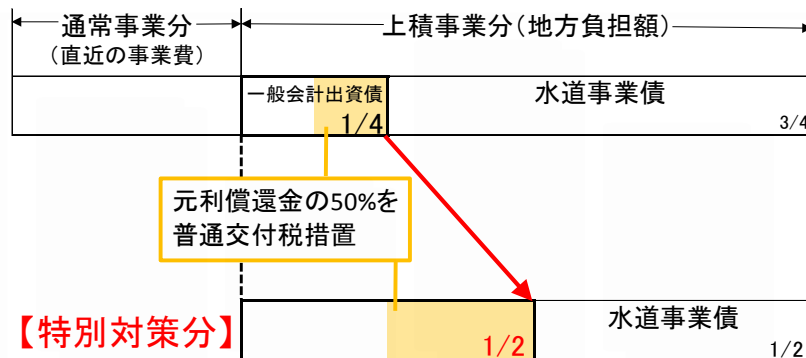 通常事業分
(直近の事業費)
上積事業分(地方負担額)
一般会計出資債
1/4
水道事業債
3/4
元利償還金の50%を
普通交付税措置
【特別対策分】
1/2
水道事業債
1/2